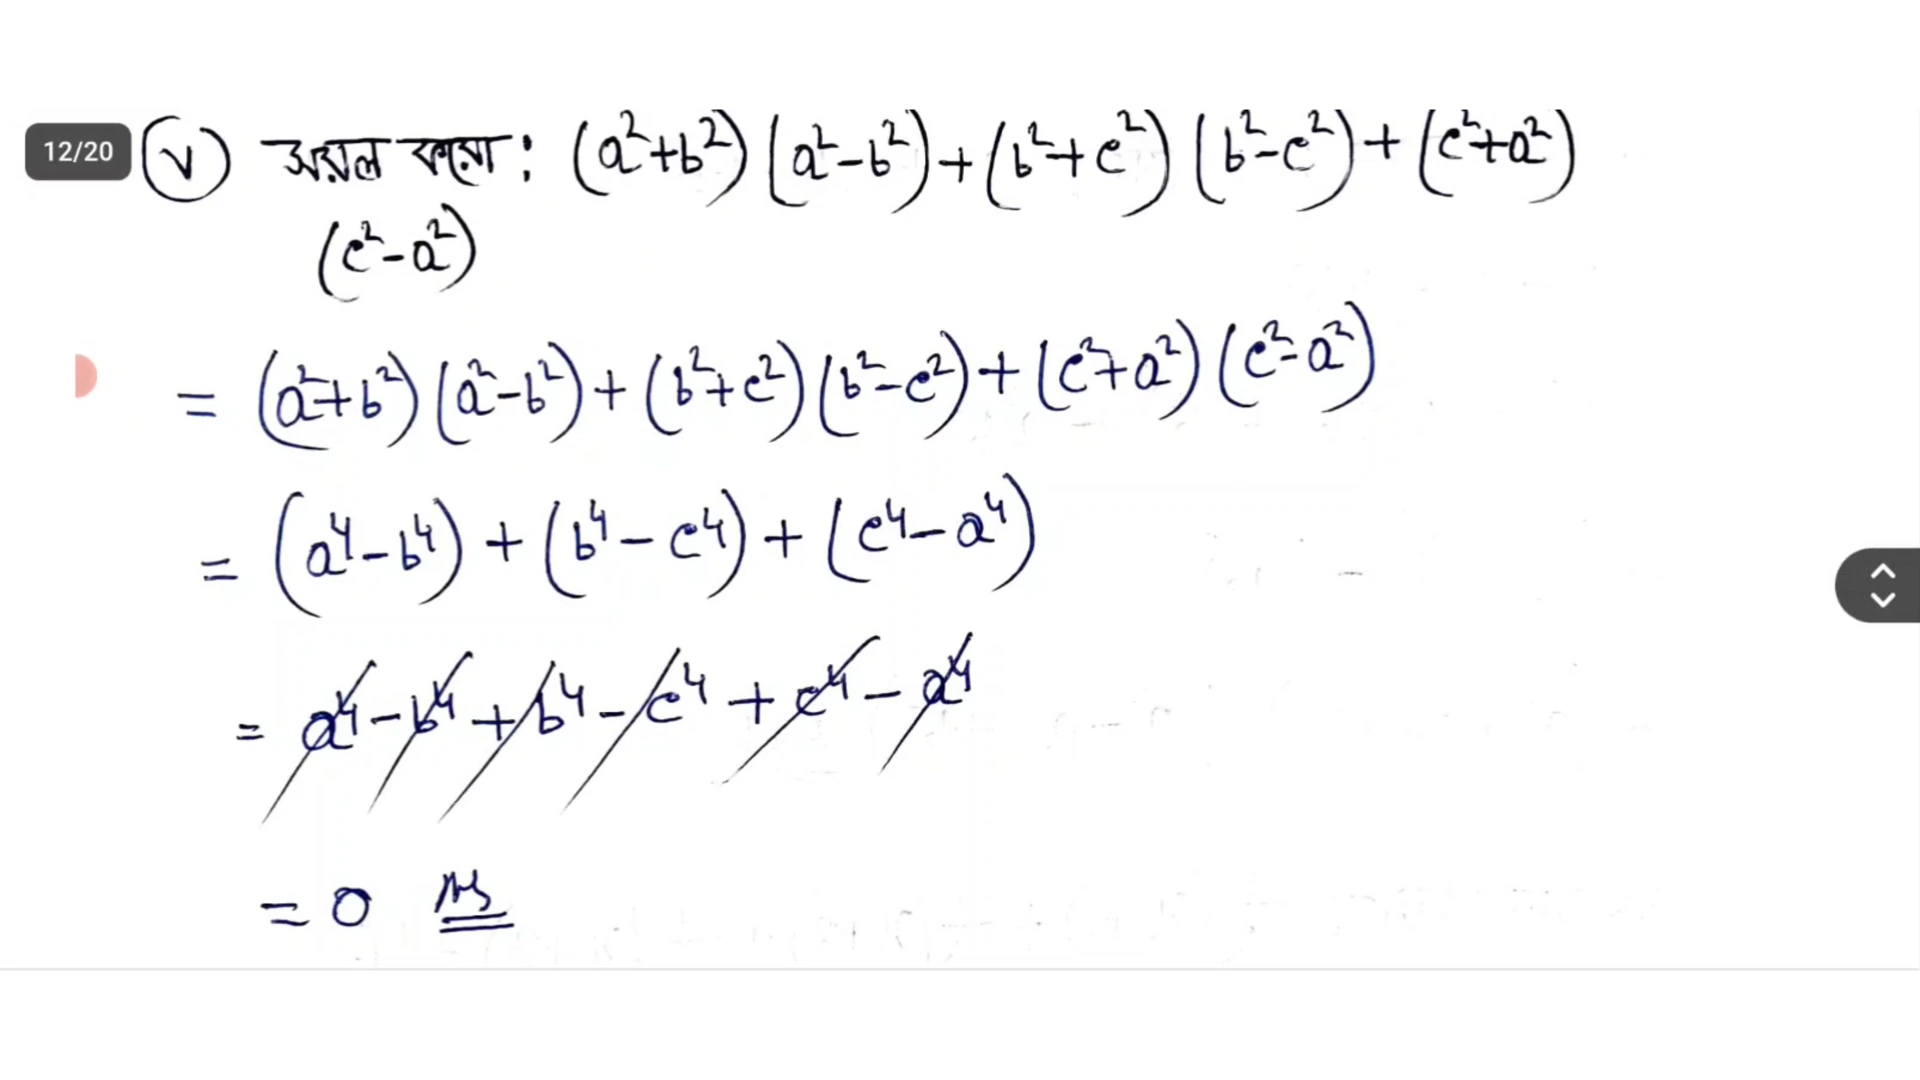 12/20
(v) সরল করো : (a²+b²) (a²-b²) + (b²+c²) (b²-c²) + (c²+a²)
(c²-a²)
= (a²+b²) (a²-b²) + (b²+c²) (b²-c²) + (c²+a²) (c²-a²)
= (a⁴-b⁴) + (b⁴-c⁴) + (c⁴-a⁴)
= a⁴-b⁴+b⁴-c⁴+c⁴-a⁴
= 0 Ans